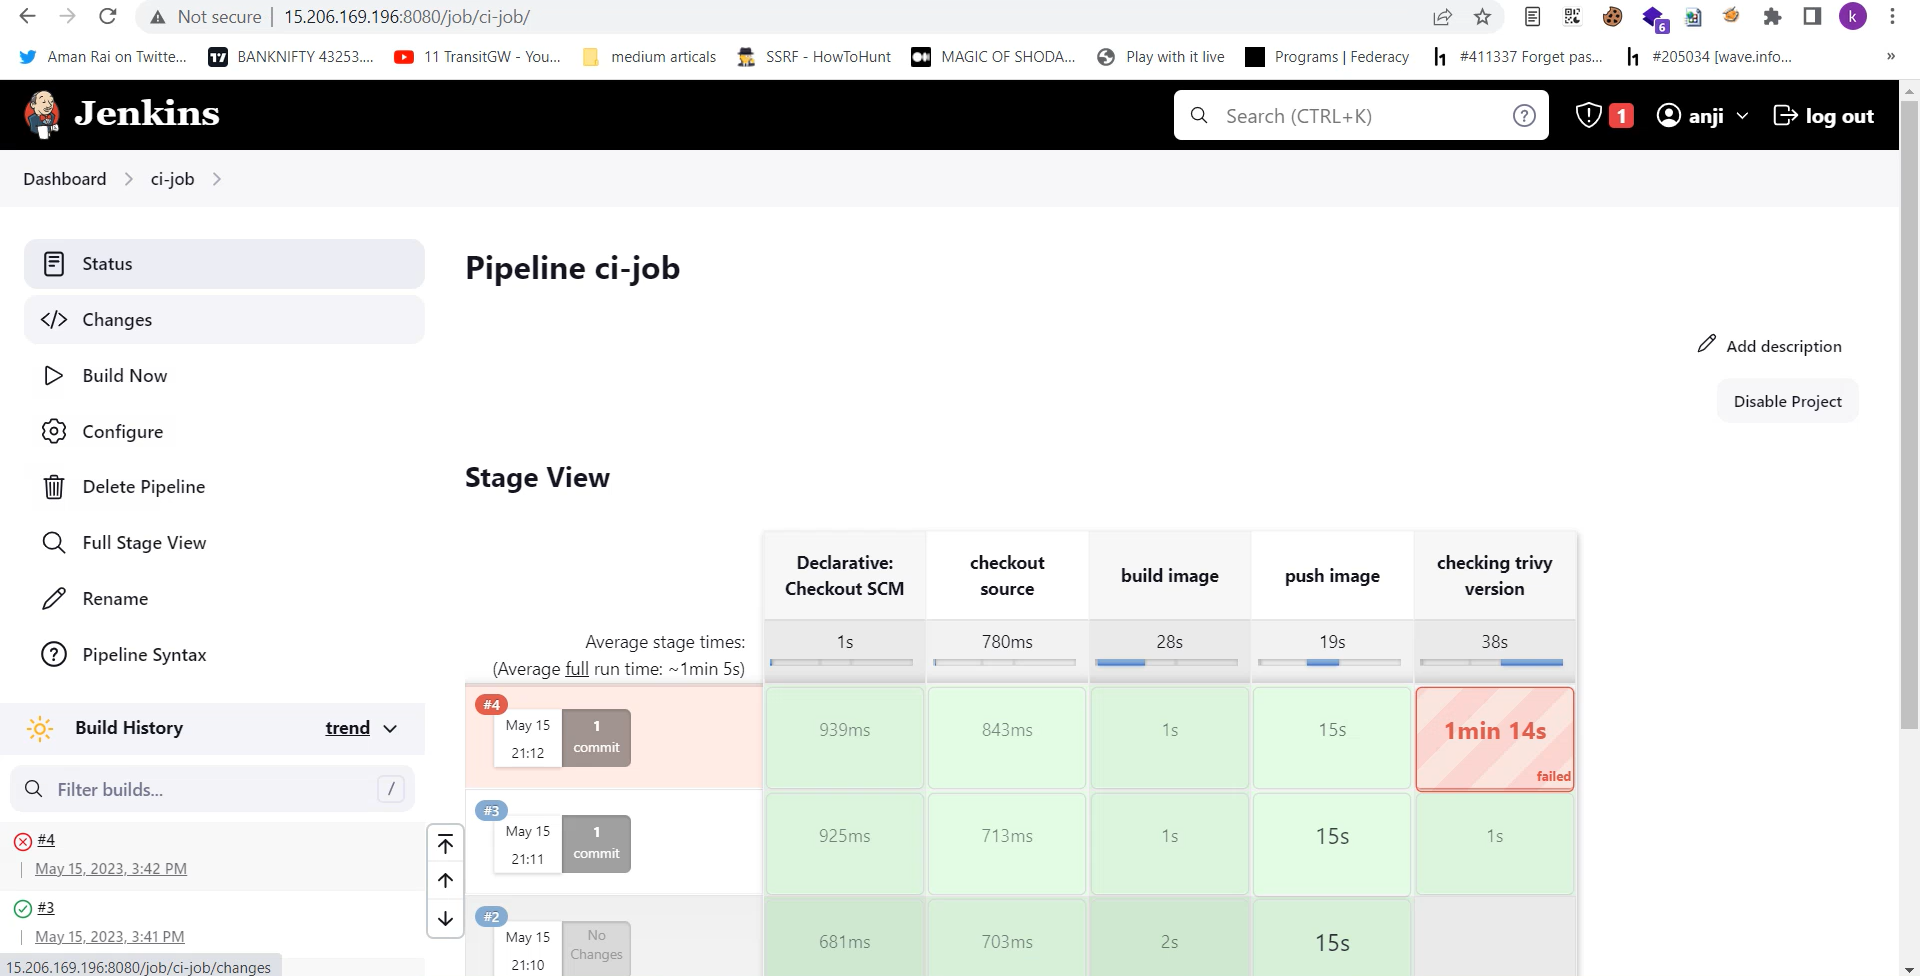 Not secure | 15.206.169.196:8080/job/ci-job/
6
k
Aman Rai on Twitte...
BANKNIFTY 43253....
11 TransitGW - You...
medium articals
SSRF - HowToHunt
MAGIC OF SHODA...
Play with it live
Programs | Federacy
#411337 Forget pas...
#205034 [wave.info...
»
Jenkins
Search (CTRL+K)
1
anji
log out
Dashboard
ci-job
Status
Changes
Build Now
Configure
Delete Pipeline
Full Stage View
Rename
Pipeline Syntax
Build History
trend
Filter builds...
/
#4
May 15, 2023, 3:42 PM
#3
May 15, 2023, 3:41 PM
Pipeline ci-job
Add description
Disable Project
Stage View
Declarative:
Checkout SCM
checkout
source
build image
push image
checking trivy
version
Average stage times:
(Average full run time: ~1min 5s)
1s
780ms
28s
19s
38s
#4
May 15
21:12
1
commit
939ms
843ms
1s
15s
1min 14s
failed
#3
May 15
21:11
1
commit
925ms
713ms
1s
15s
1s
#2
May 15
21:10
No
Changes
681ms
703ms
2s
15s
15.206.169.196:8080/job/ci-job/changes